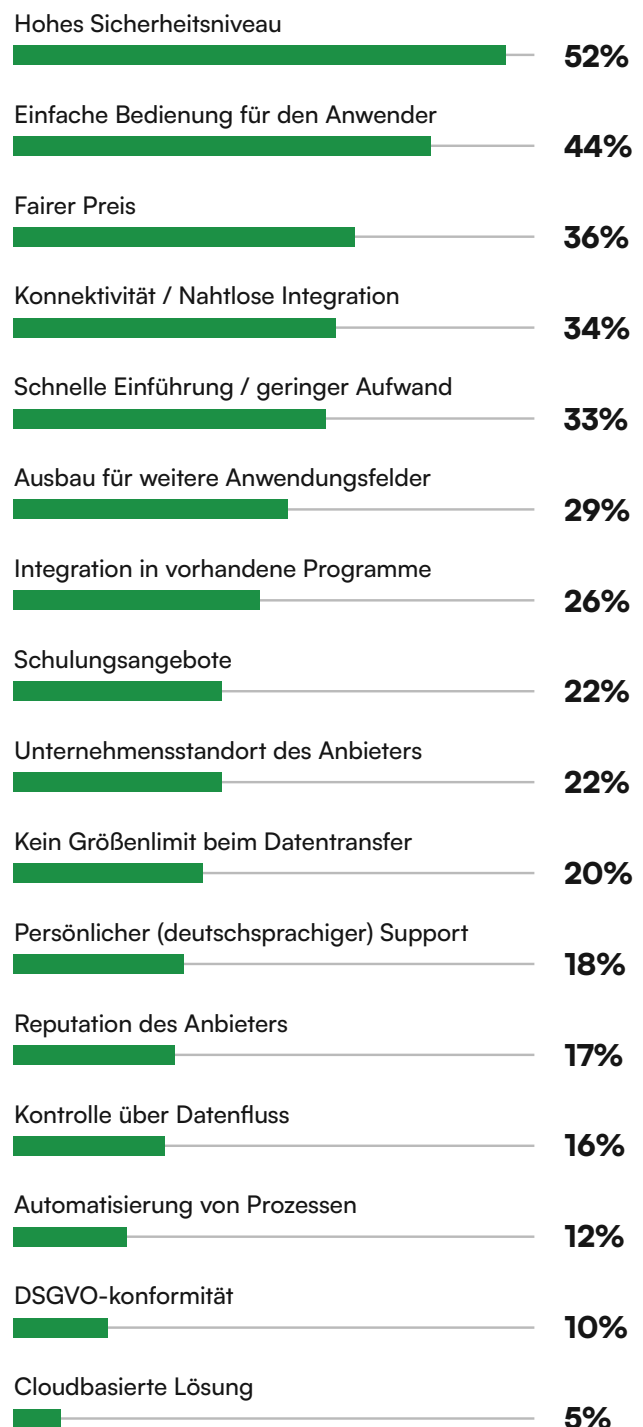 Hohes Sicherheitsniveau
52%
Einfache Bedienung für den Anwender
44%
Fairer Preis
36%
Konnektivität / Nahtlose Integration
34%
Schnelle Einführung / geringer Aufwand
33%
Ausbau für weitere Anwendungsfelder
29%
Integration in vorhandene Programme
26%
Schulungsangebote
22%
Unternehmensstandort des Anbieters
22%
Kein Größenlimit beim Datentransfer
20%
Persönlicher (deutschsprachiger) Support
18%
Reputation des Anbieters
17%
Kontrolle über Datenfluss
16%
Automatisierung von Prozessen
12%
DSGVO-konformität
10%
Cloudbasierte Lösung
5%